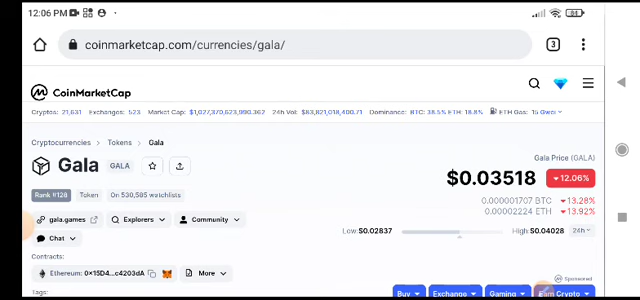 12:06 PM
coinmarketcap.com/currencies/gala/
3
CoinMarketCap
Cryptos: 21,631 Exchanges: 523 Market Cap: $1,027,370,623,990.362 24h Vol: $83,821,018,400.71 Dominance: BTC: 38.5% ETH: 18.8% ETH Gas: 15 Gwei
Cryptocurrencies > Tokens > Gala
Gala GALA
Gala Price (GALA)
$0.03518 12.06%
Rank #128 Token On 530,585 watchlists
0.000001707 BTC 13.28%
0.00002224 ETH 13.92%
gala.games Explorers Community
Low: $0.02837 High: $0.04028 24h
Chat
Contracts:
Ethereum: 0x15D4...c4203dA More
Sponsored
Tags:
Buy Exchange Gaming Earn Crypto